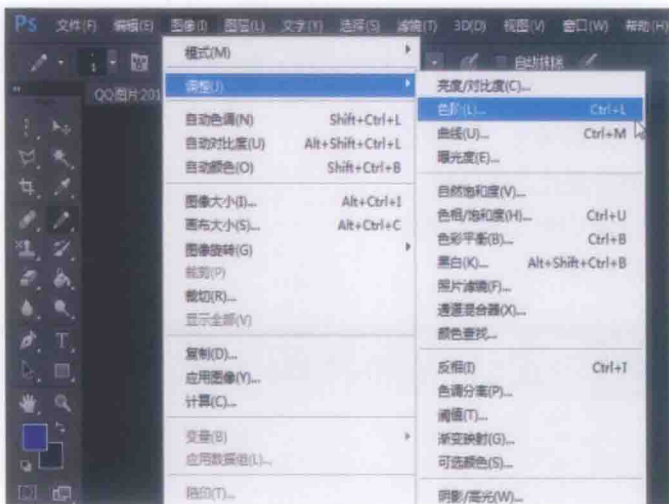 Ps 文件(F) 编辑(E) 图像(I) 图层(L) 文字(Y) 选择(S) 滤镜(T) 3D(D) 视图(V) 窗口(W) 帮助(H)
自动抹除
QQ图片201
模式(M)
调整(J)
自动色调(N) Shift+Ctrl+L
自动对比度(U) Alt+Shift+Ctrl+L
自动颜色(O) Shift+Ctrl+B
图像大小(I)... Alt+Ctrl+I
画布大小(S)... Alt+Ctrl+C
图像旋转(G)
裁剪(P)
裁切(R)...
显示全部(V)
复制(D)...
应用图像(Y)...
计算(C)...
变量(B)
应用数据组(L)...
陷印(T)...
亮度/对比度(C)...
色阶(L)... Ctrl+L
曲线(U)... Ctrl+M
曝光度(E)...
自然饱和度(V)...
色相/饱和度(H)... Ctrl+U
色彩平衡(B)... Ctrl+B
黑白(K)... Alt+Shift+Ctrl+B
照片滤镜(F)...
通道混合器(X)...
颜色查找...
反相(I) Ctrl+I
色调分离(P)...
阈值(T)...
渐变映射(G)...
可选颜色(S)...
阴影/高光(W)...